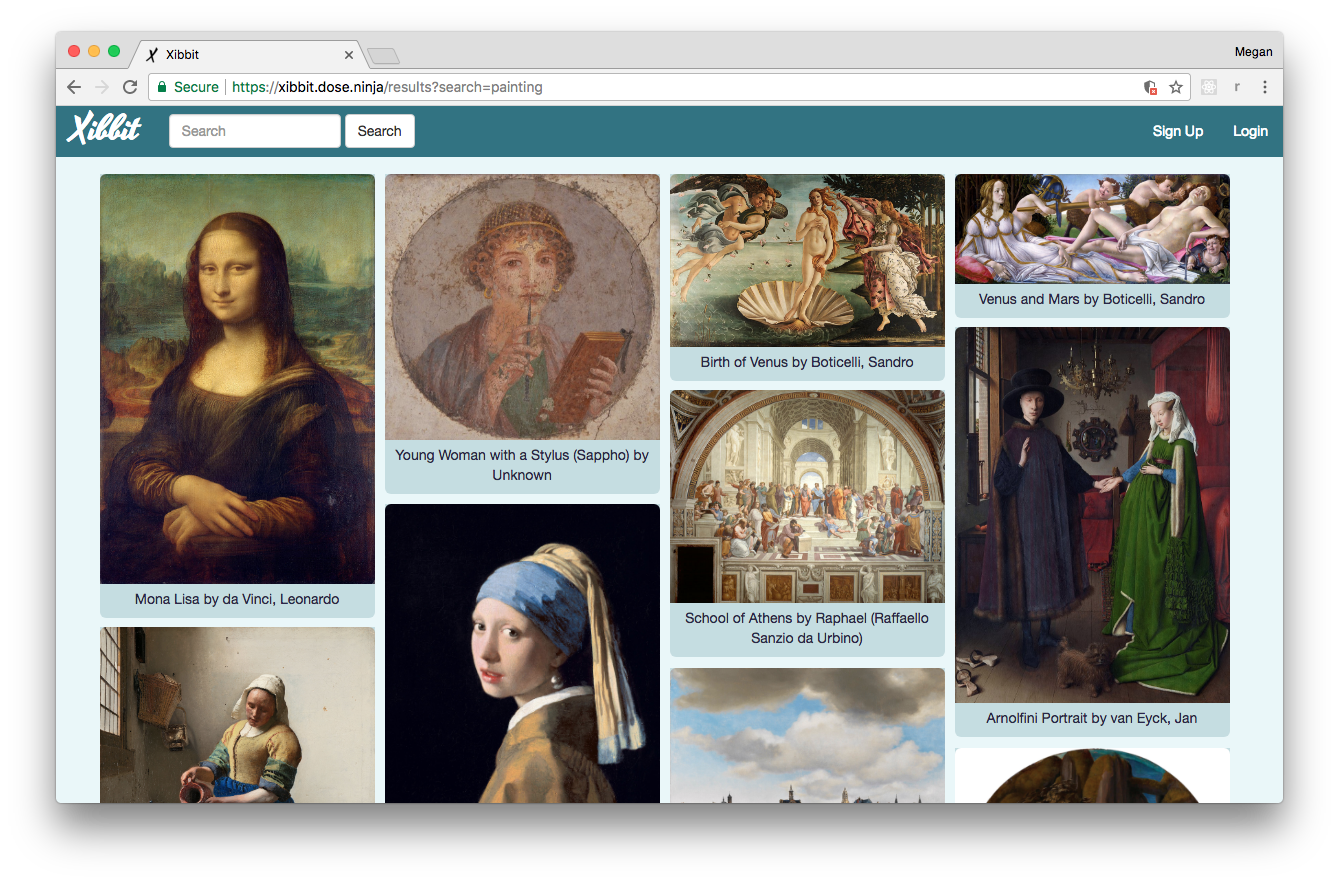 Xibbit
Megan
Secure https://xibbit.dose.ninja/results?search=painting
r
Xibbit
Search
Search
Sign Up
Login
Mona Lisa by da Vinci, Leonardo
Young Woman with a Stylus (Sappho) by
Unknown
Birth of Venus by Boticelli, Sandro
School of Athens by Raphael (Raffaello
Sanzio da Urbino)
Venus and Mars by Boticelli, Sandro
Arnolfini Portrait by van Eyck, Jan